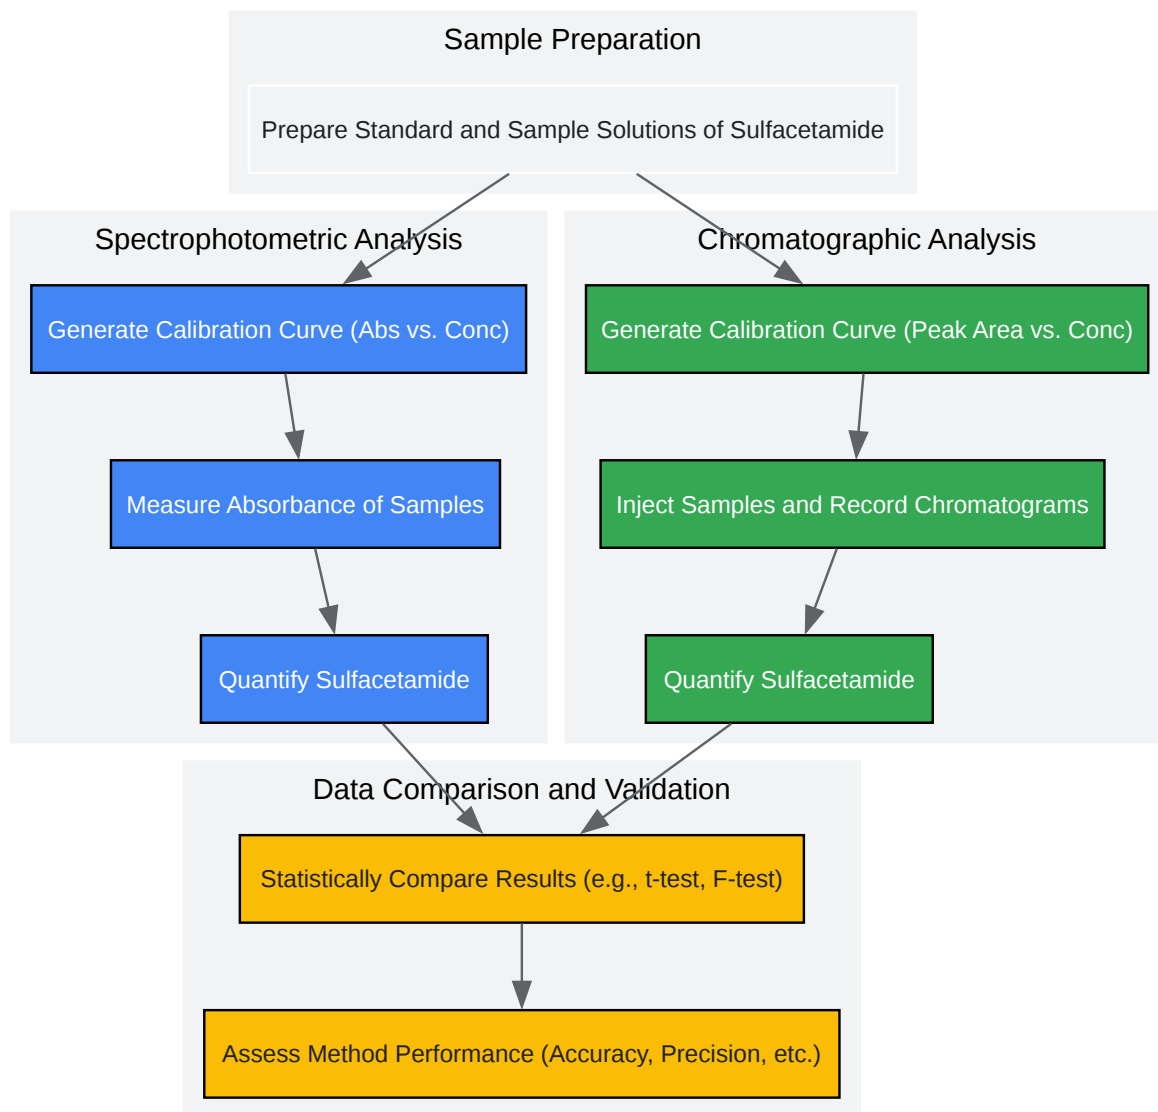 Sample Preparation
Prepare Standard and Sample Solutions of Sulfacetamide
Spectrophotometric Analysis
Generate Calibration Curve (Abs vs. Conc)
Measure Absorbance of Samples
Quantify Sulfacetamide
Chromatographic Analysis
Generate Calibration Curve (Peak Area vs. Conc)
Inject Samples and Record Chromatograms
Quantify Sulfacetamide
Data Comparison and Validation
Statistically Compare Results (e.g., t-test, F-test)
Assess Method Performance (Accuracy, Precision, etc.)